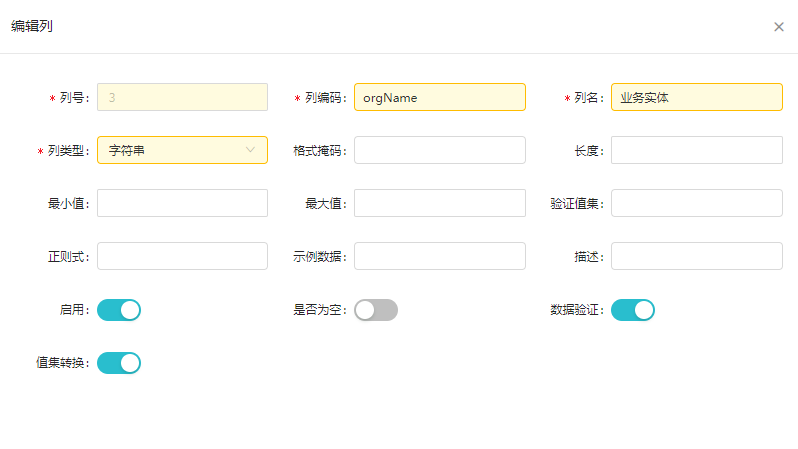 编辑列
* 列号: 3 * 列编码: orgName * 列名: 业务实体
* 列类型: 字符串 格式掩码: 长度:
最小值: 最大值: 验证值集:
正则式: 示例数据: 描述:
启用: 是否为空: 数据验证:
值集转换: